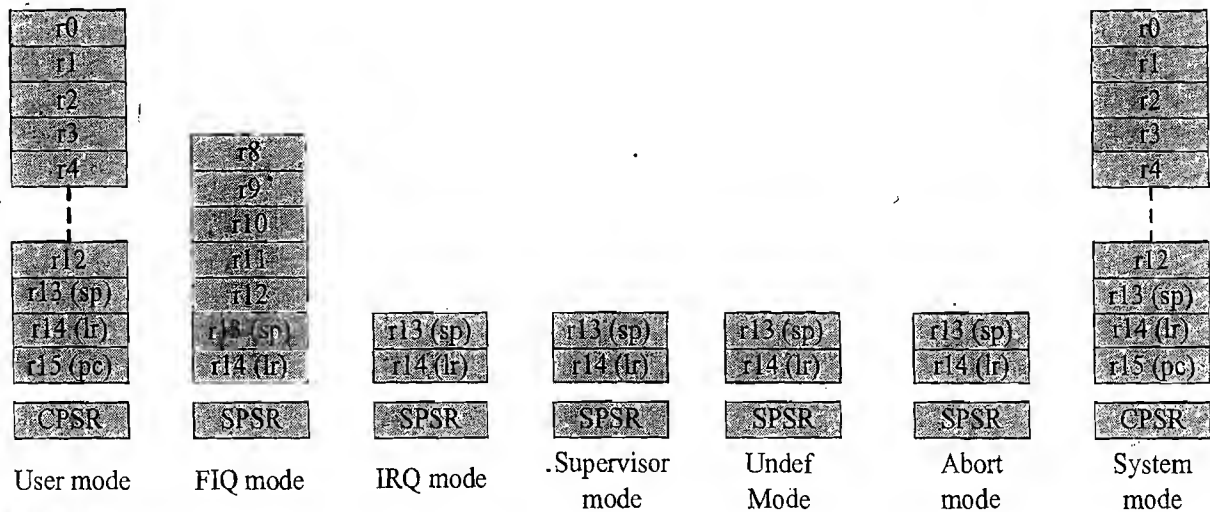 r0
r1
r2
r3
r4
r12
r13 (sp)
r14 (lr)
r15 (pc)
CPSR
User mode
r8
r9
r10
r11
r12
r13 (sp)
r14 (lr)
SPSR
FIQ mode
r13 (sp)
r14 (lr)
SPSR
IRQ mode
r13 (sp)
r14 (lr)
SPSR
Supervisor
mode
r13 (sp)
r14 (lr)
SPSR
Undef
Mode
r13 (sp)
r14 (lr)
SPSR
Abort
mode
r0
r1
r2
r3
r4
r12
r13 (sp)
r14 (lr)
r15 (pc)
CPSR
System
mode